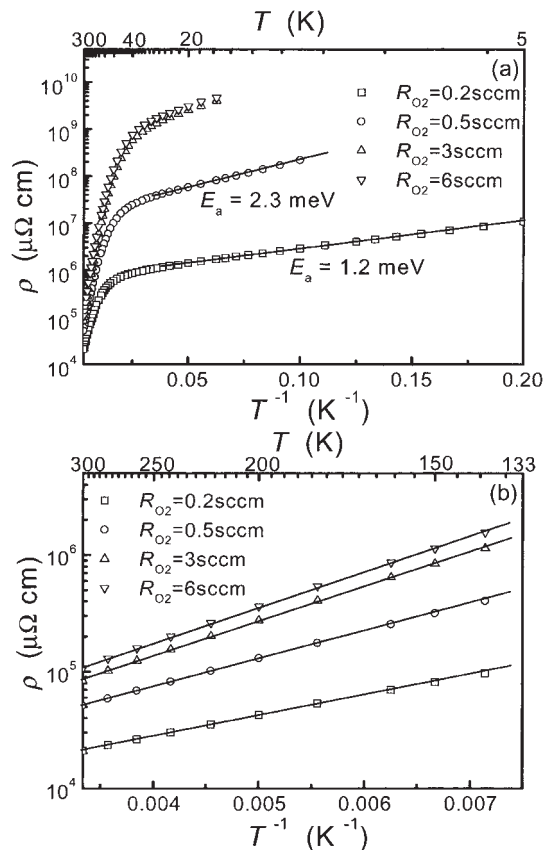 T (K)
300 40 20 5
(a)
10^10
10^9
10^8
10^7
10^6
10^5
10^4
ρ (μΩ cm)
R_O2=0.2sccm
R_O2=0.5sccm
R_O2=3sccm
R_O2=6sccm
E_a = 2.3 meV
E_a = 1.2 meV
0.05 0.10 0.15 0.20
T^-1 (K^-1)
T (K)
300 250 200 150 133
(b)
R_O2=0.2sccm
R_O2=0.5sccm
R_O2=3sccm
R_O2=6sccm
10^6
10^5
10^4
ρ (μΩ cm)
0.004 0.005 0.006 0.007
T^-1 (K^-1)